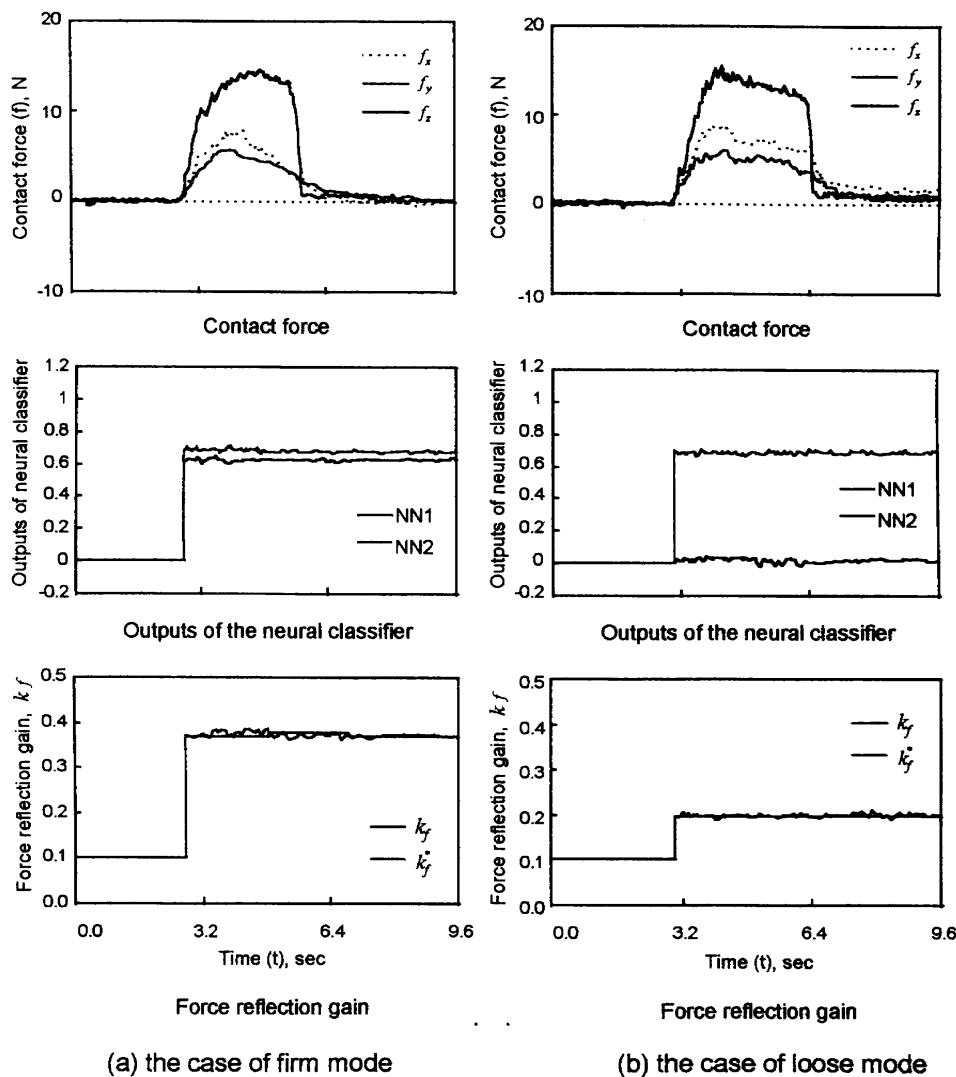 20
10
0
-10
Contact force (f), N
fx
fy
fz
Contact force
20
10
0
-10
Contact force (f), N
fx
fy
fz
Contact force
1.2
1
0.8
0.6
0.4
0.2
0
-0.2
Outputs of neural classifier
NN1
NN2
Outputs of the neural classifier
1.2
1
0.8
0.6
0.4
0.2
0
-0.2
Outputs of neural classifier
NN1
NN2
Outputs of the neural classifier
0.5
0.4
0.3
0.2
0.1
0.0
Force reflection gain, kf
kf
kf*
0.0 3.2 6.4 9.6
Time (t), sec
Force reflection gain
0.5
0.4
0.3
0.2
0.1
0.0
Force reflection gain, kf
kf
kf*
0.0 3.2 6.4 9.6
Time (t), sec
Force reflection gain
(a) the case of firm mode
(b) the case of loose mode